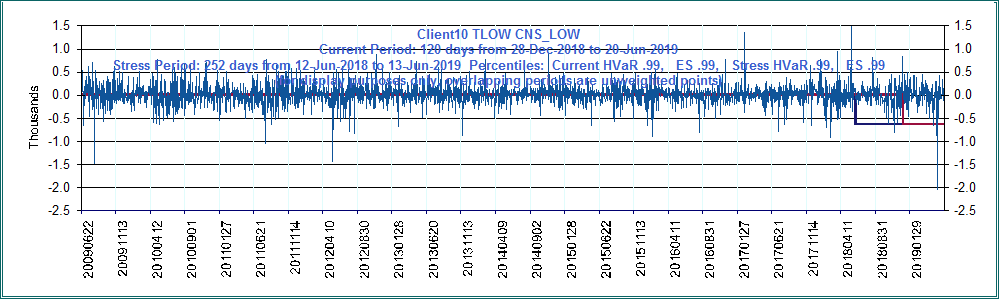 Client10 TLOW CNS_LOW
Current Period: 120 days from 28-Dec-2018 to 20-Jun-2019
Stress Period: 252 days from 12-Jun-2018 to 13-Jun-2019 Percentiles: Current HVaR .99, ES .99, Stress HVaR .99, ES .99
display purposes only, overlapping periods are unweighted points
1.5 1.5
1.0 1.0
0.5 0.5
0.0 0.0
-0.5 -0.5
-1.0 -1.0
-1.5 -1.5
-2.0 -2.0
-2.5 -2.5
Thousands
20090622 20091113 20100412 20100901 20110127 20110621 20111114 20120410 20120830 20130128 20130620 20131113 20140409 20140902 20150128 20150622 20151113 20160411 20160831 20170127 20170621 20171114 20180411 20180831 20190129